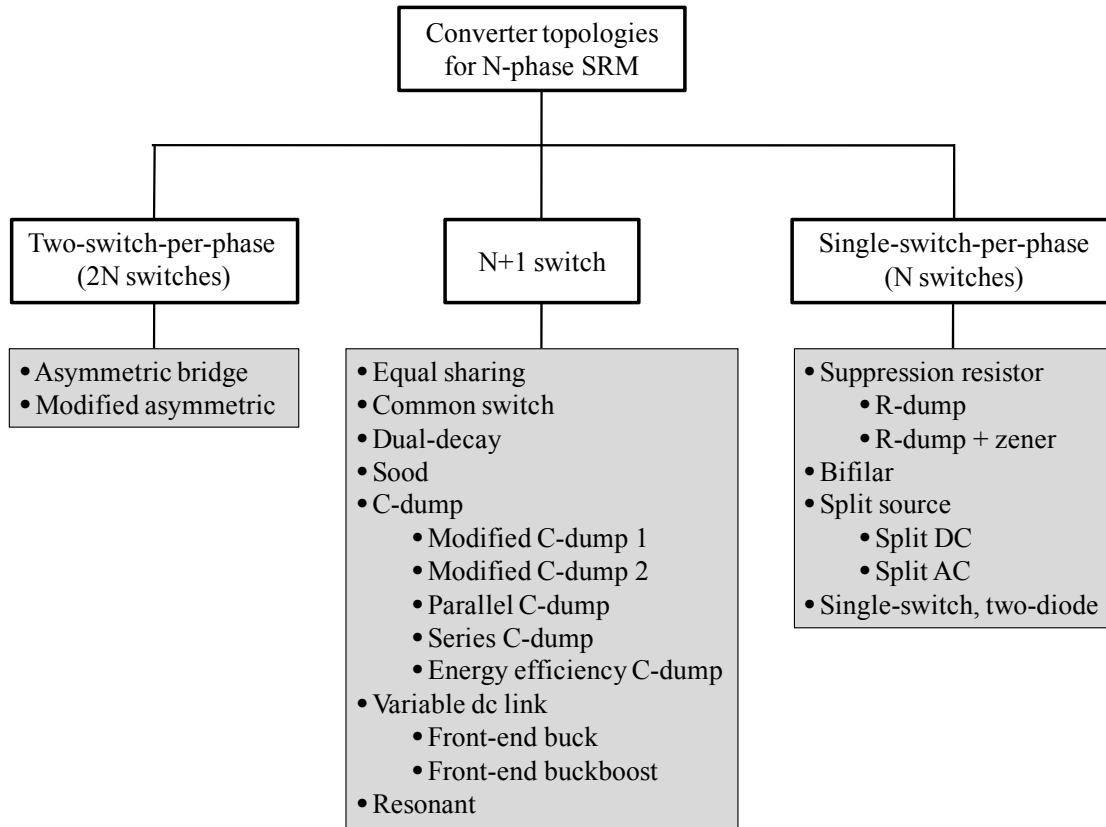 Converter topologies
for N-phase SRM
Two-switch-per-phase
(2N switches)
N+1 switch
Single-switch-per-phase
(N switches)
• Asymmetric bridge
• Modified asymmetric
• Equal sharing
• Common switch
• Dual-decay
• Sood
• C-dump
• Modified C-dump 1
• Modified C-dump 2
• Parallel C-dump
• Series C-dump
• Energy efficiency C-dump
• Variable dc link
• Front-end buck
• Front-end buckboost
• Resonant
• Suppression resistor
• R-dump
• R-dump + zener
• Bifilar
• Split source
• Split DC
• Split AC
• Single-switch, two-diode